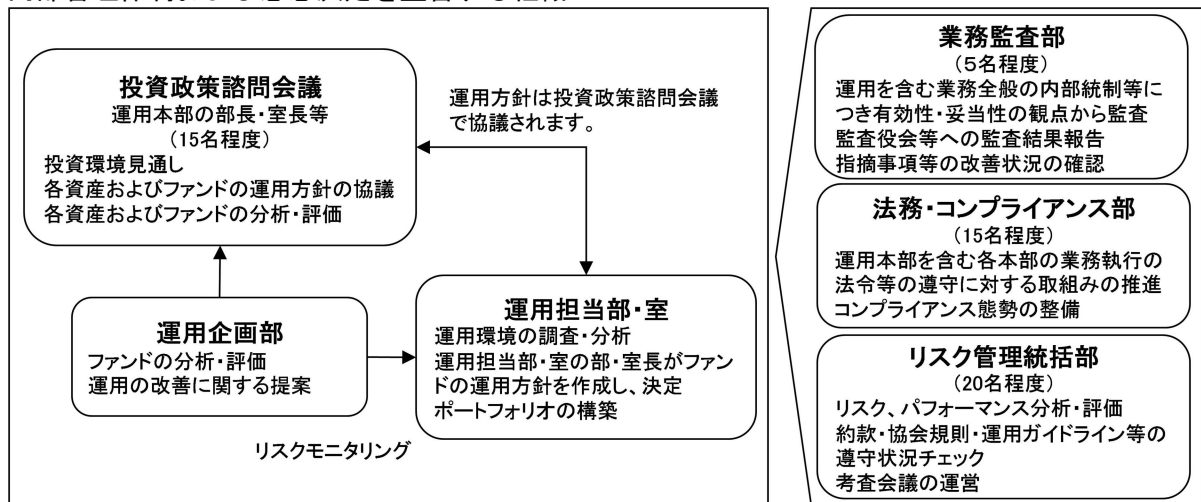 投資政策諮問会議
運用本部の部長・室長等
(15名程度)
投資環境見通し
各資産およびファンドの運用方針の協議
各資産およびファンドの分析・評価
運用方針は投資政策諮問会議
で協議されます。
運用企画部
ファンドの分析・評価
運用の改善に関する提案
運用担当部・室
運用環境の調査・分析
運用担当部・室の部・室長がファン
ドの運用方針を作成し、決定
ポートフォリオの構築
リスクモニタリング
業務監査部
(5名程度)
運用を含む業務全般の内部統制等に
つき有効性・妥当性の観点から監査
監査役会等への監査結果報告
指摘事項等の改善状況の確認
法務・コンプライアンス部
(15名程度)
運用本部を含む各本部の業務執行の
法令等の遵守に対する取組みの推進
コンプライアンス態勢の整備
リスク管理統括部
(20名程度)
リスク、パフォーマンス分析・評価
約款・協会規則・運用ガイドライン等の
遵守状況チェック
考査会議の運営